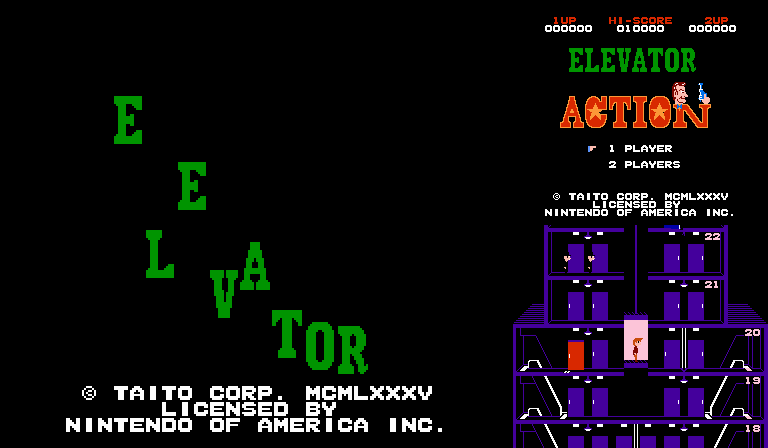 E
E
L
V
A
T
O
R
© TAITO CORP. MCMLXXXV
LICENSED BY
NINTENDO OF AMERICA INC.
1UP HI-SCORE 2UP
000000 010000 000000
ELEVATOR
ACTION
1 PLAYER
2 PLAYERS
© TAITO CORP. MCMLXXXV
LICENSED BY
NINTENDO OF AMERICA INC.
22
21
20
19
18